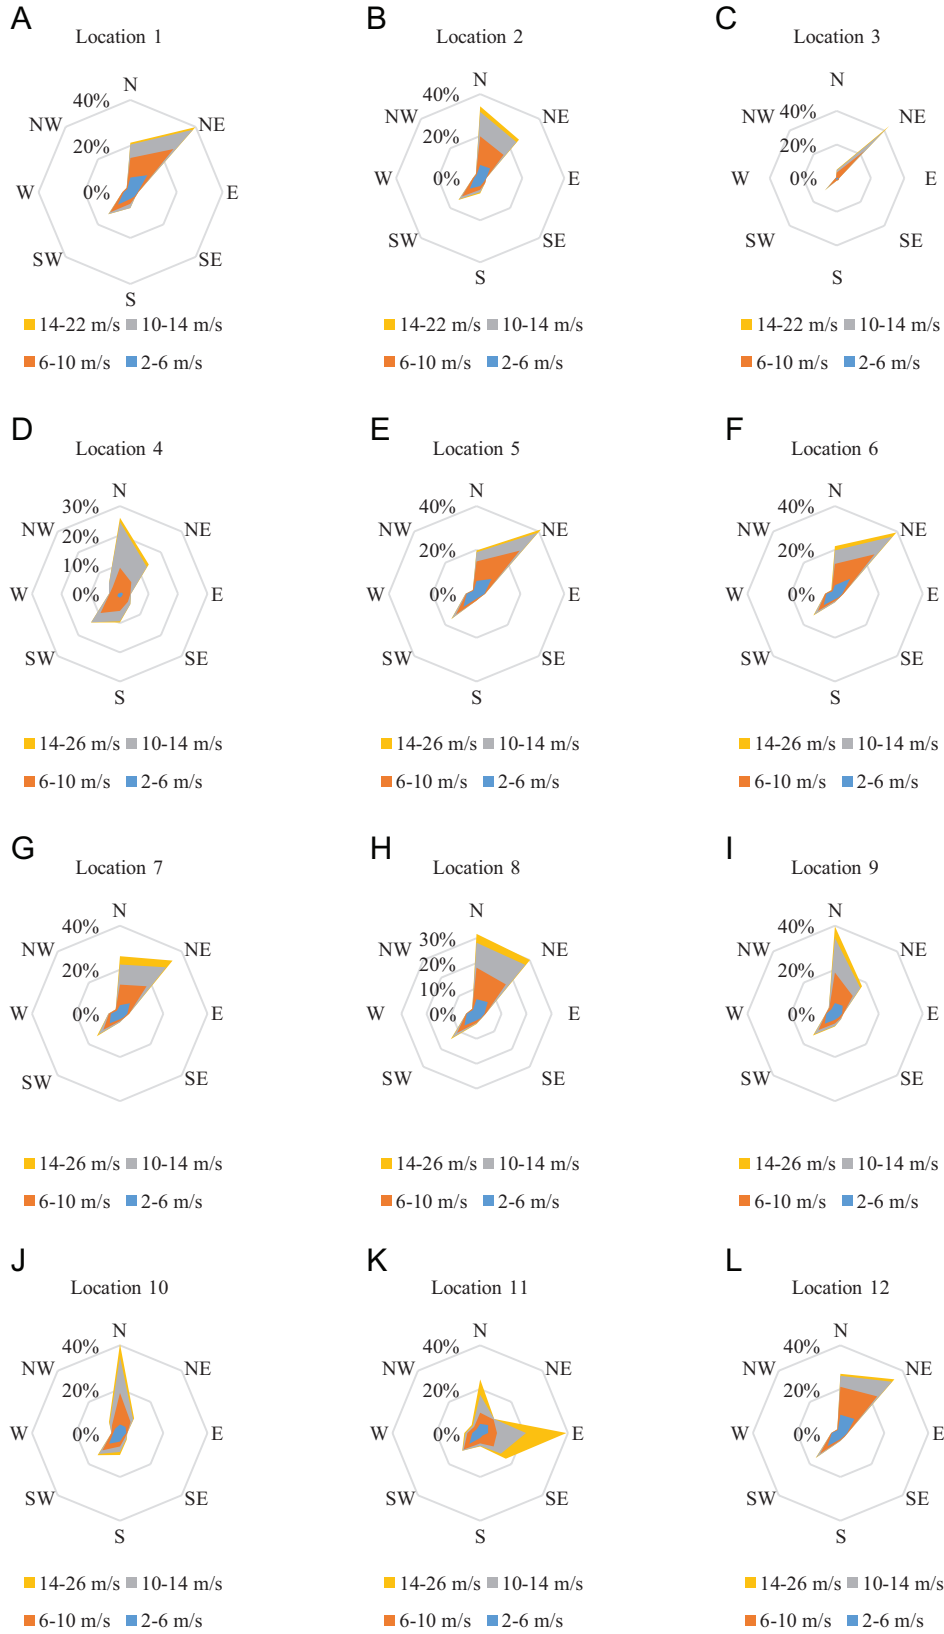 A
Location 1
N
40%
NW
NE
20%
W
0%
E
SW
SE
S
14-22 m/s 10-14 m/s
6-10 m/s 2-6 m/s
B
Location 2
N
40%
NW
NE
20%
W
0%
E
SW
SE
S
14-22 m/s 10-14 m/s
6-10 m/s 2-6 m/s
C
Location 3
N
40%
NW
NE
20%
W
0%
E
SW
SE
S
14-22 m/s 10-14 m/s
6-10 m/s 2-6 m/s
D
Location 4
N
30%
NW
NE
20%
10%
W
0%
E
SW
SE
S
14-26 m/s 10-14 m/s
6-10 m/s 2-6 m/s
E
Location 5
N
40%
NW
NE
20%
W
0%
E
SW
SE
S
14-26 m/s 10-14 m/s
6-10 m/s 2-6 m/s
F
Location 6
N
40%
NW
NE
20%
W
0%
E
SW
SE
S
14-26 m/s 10-14 m/s
6-10 m/s 2-6 m/s
G
Location 7
N
40%
NW
NE
20%
W
0%
E
SW
SE
S
14-26 m/s 10-14 m/s
6-10 m/s 2-6 m/s
H
Location 8
N
30%
NW
NE
20%
10%
W
0%
E
SW
SE
S
14-26 m/s 10-14 m/s
6-10 m/s 2-6 m/s
I
Location 9
N
40%
NW
NE
20%
W
0%
E
SW
SE
S
14-26 m/s 10-14 m/s
6-10 m/s 2-6 m/s
J
Location 10
N
40%
NW
NE
20%
W
0%
E
SW
SE
S
14-26 m/s 10-14 m/s
6-10 m/s 2-6 m/s
K
Location 11
N
40%
NW
NE
20%
W
0%
E
SW
SE
S
14-26 m/s 10-14 m/s
6-10 m/s 2-6 m/s
L
Location 12
N
40%
NW
NE
20%
W
0%
E
SW
SE
S
14-26 m/s 10-14 m/s
6-10 m/s 2-6 m/s